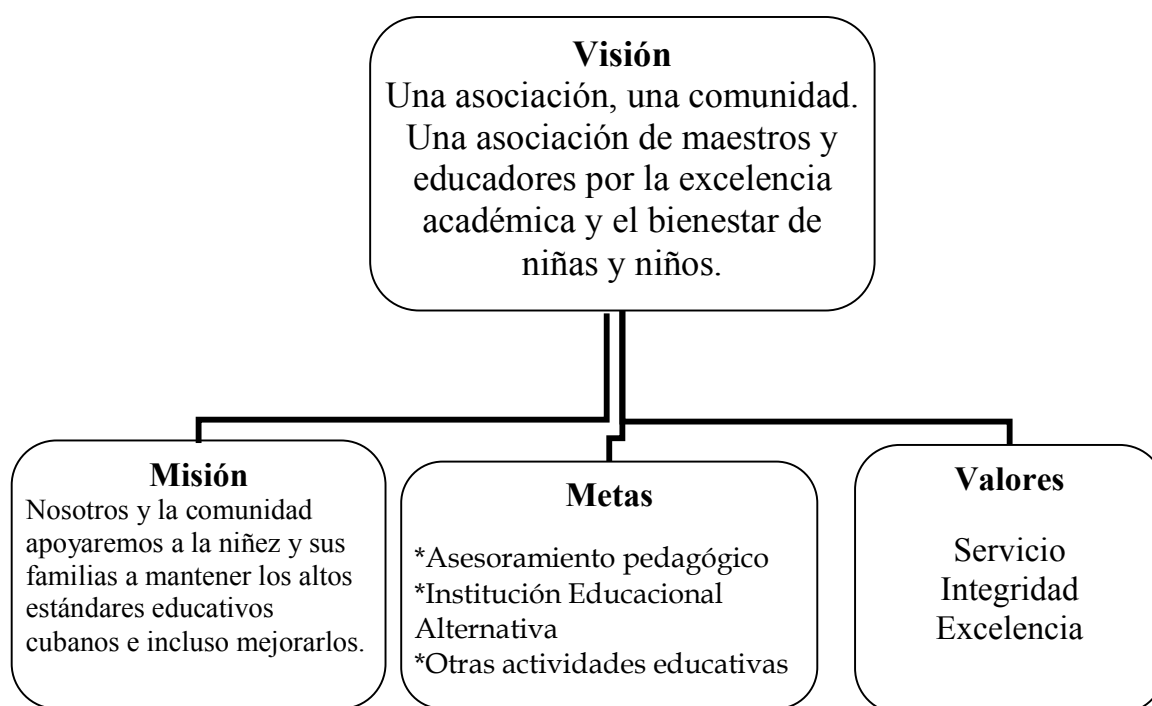 Visión
Una asociación, una comunidad.
Una asociación de maestros y
educadores por la excelencia
académica y el bienestar de
niñas y niños.
Misión
Nosotros y la comunidad
apoyaremos a la niñez y sus
familias a mantener los altos
estándares educativos
cubanos e incluso mejorarlos.
Metas
*Asesoramiento pedagógico
*Institución Educacional
Alternativa
*Otras actividades educativas
Valores
Servicio
Integridad
Excelencia